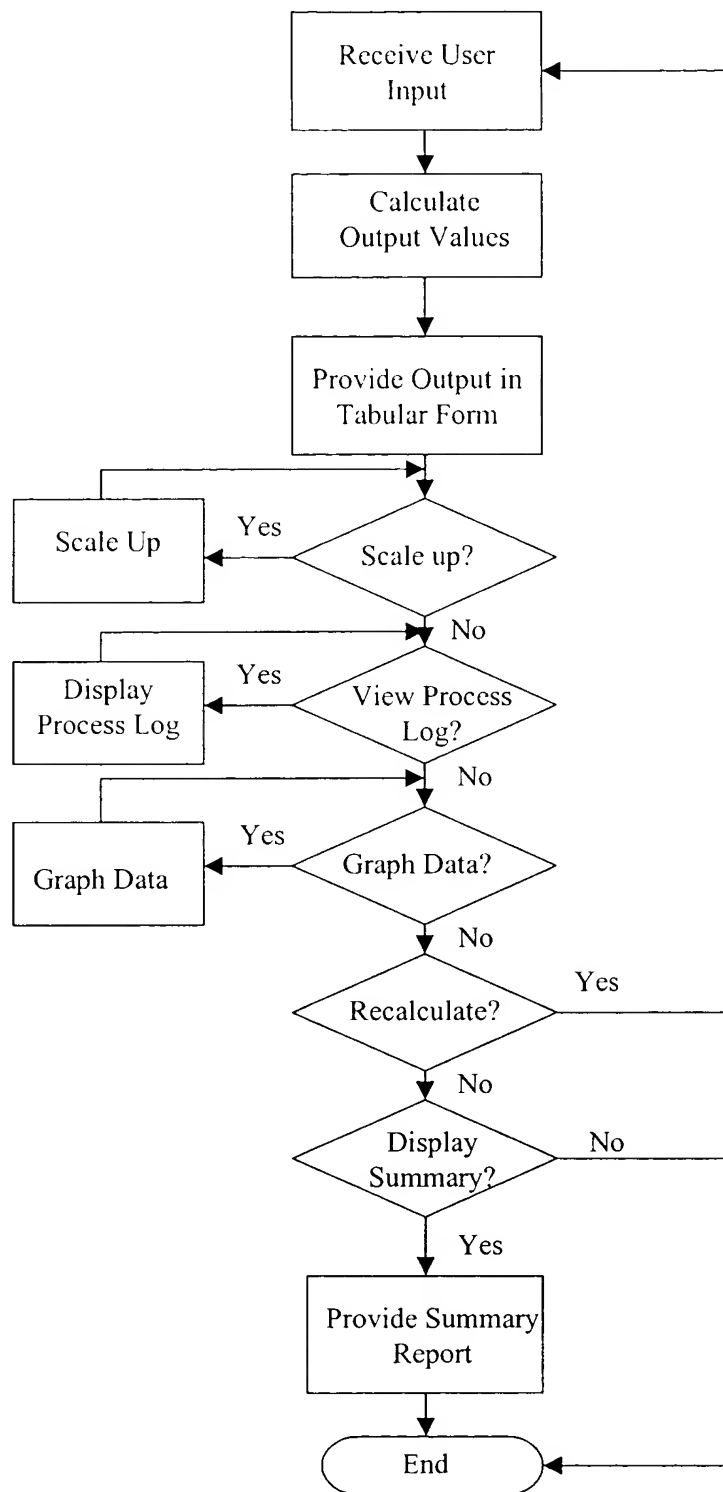 Receive User
Input
Calculate
Output Values
Provide Output in
Tabular Form
Scale Up
Yes
Scale up?
No
Display
Process Log
Yes
View Process
Log?
No
Graph Data
Yes
Graph Data?
No
Recalculate?
Yes
No
Display
Summary?
No
Yes
Provide Summary
Report
End